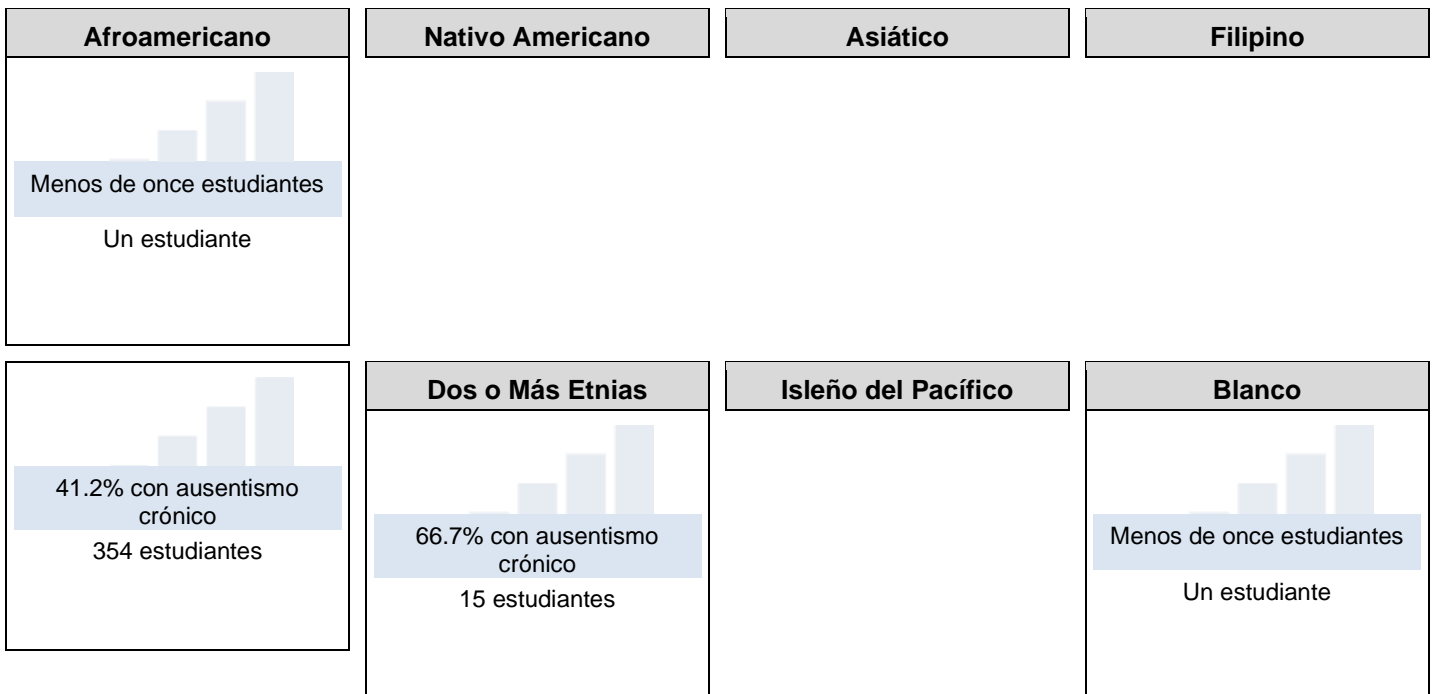 Afroamericano
Nativo Americano
Asiático
Filipino
Menos de once estudiantes
Un estudiante
41.2% con ausentismo
crónico
354 estudiantes
Dos o Más Etnias
66.7% con ausentismo
crónico
15 estudiantes
Isleño del Pacífico
Blanco
Menos de once estudiantes
Un estudiante